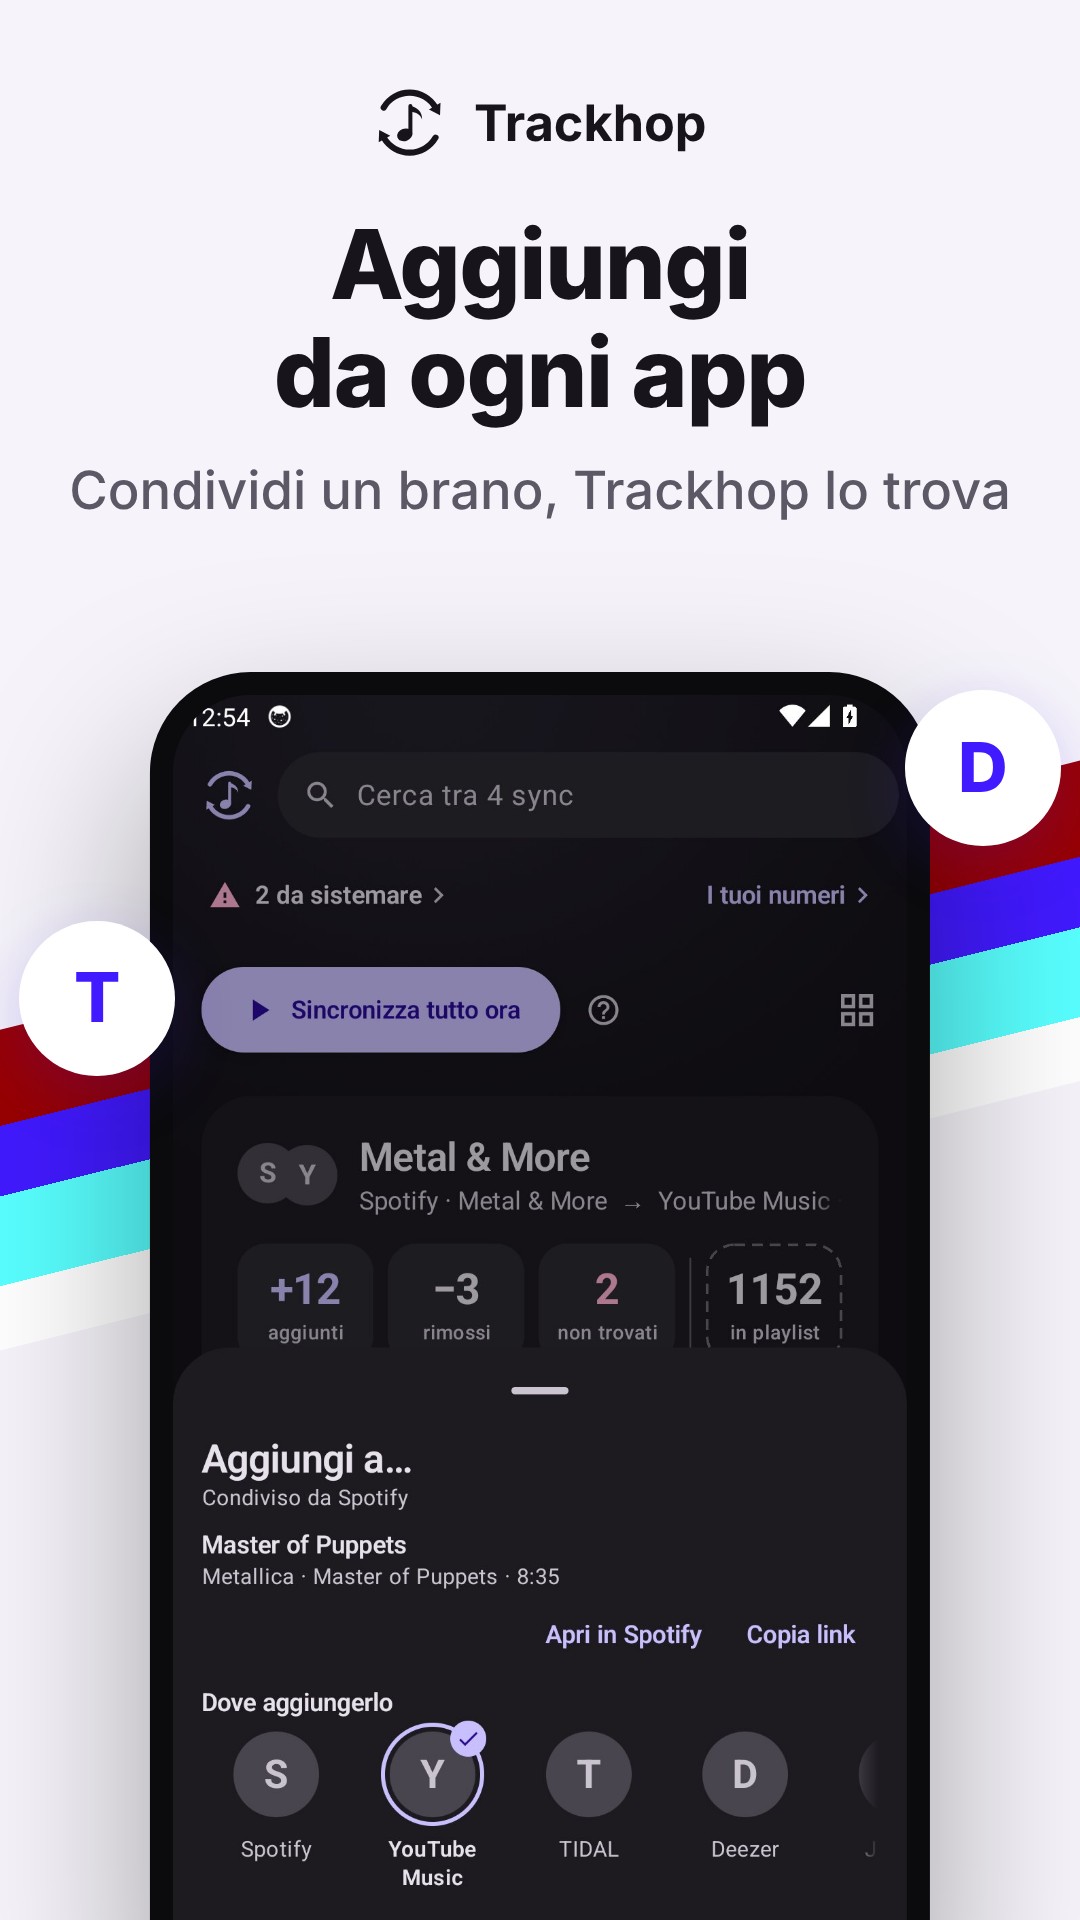 Trackhop
Aggiungi
da ogni app
Condividi un brano, Trackhop lo trova
12:54
D
Cerca tra 4 sync
2 da sistemare
I tuoi numeri
T
Sincronizza tutto ora
S Y
Metal & More
Spotify · Metal & More → YouTube Music
+12
aggiunti
−3
rimossi
2
non trovati
1152
in playlist
Aggiungi a...
Condiviso da Spotify
Master of Puppets
Metallica · Master of Puppets · 8:35
Apri in Spotify
Copia link
Dove aggiungerlo
S
Y
T
D
Spotify
YouTube
Music
TIDAL
Deezer
J